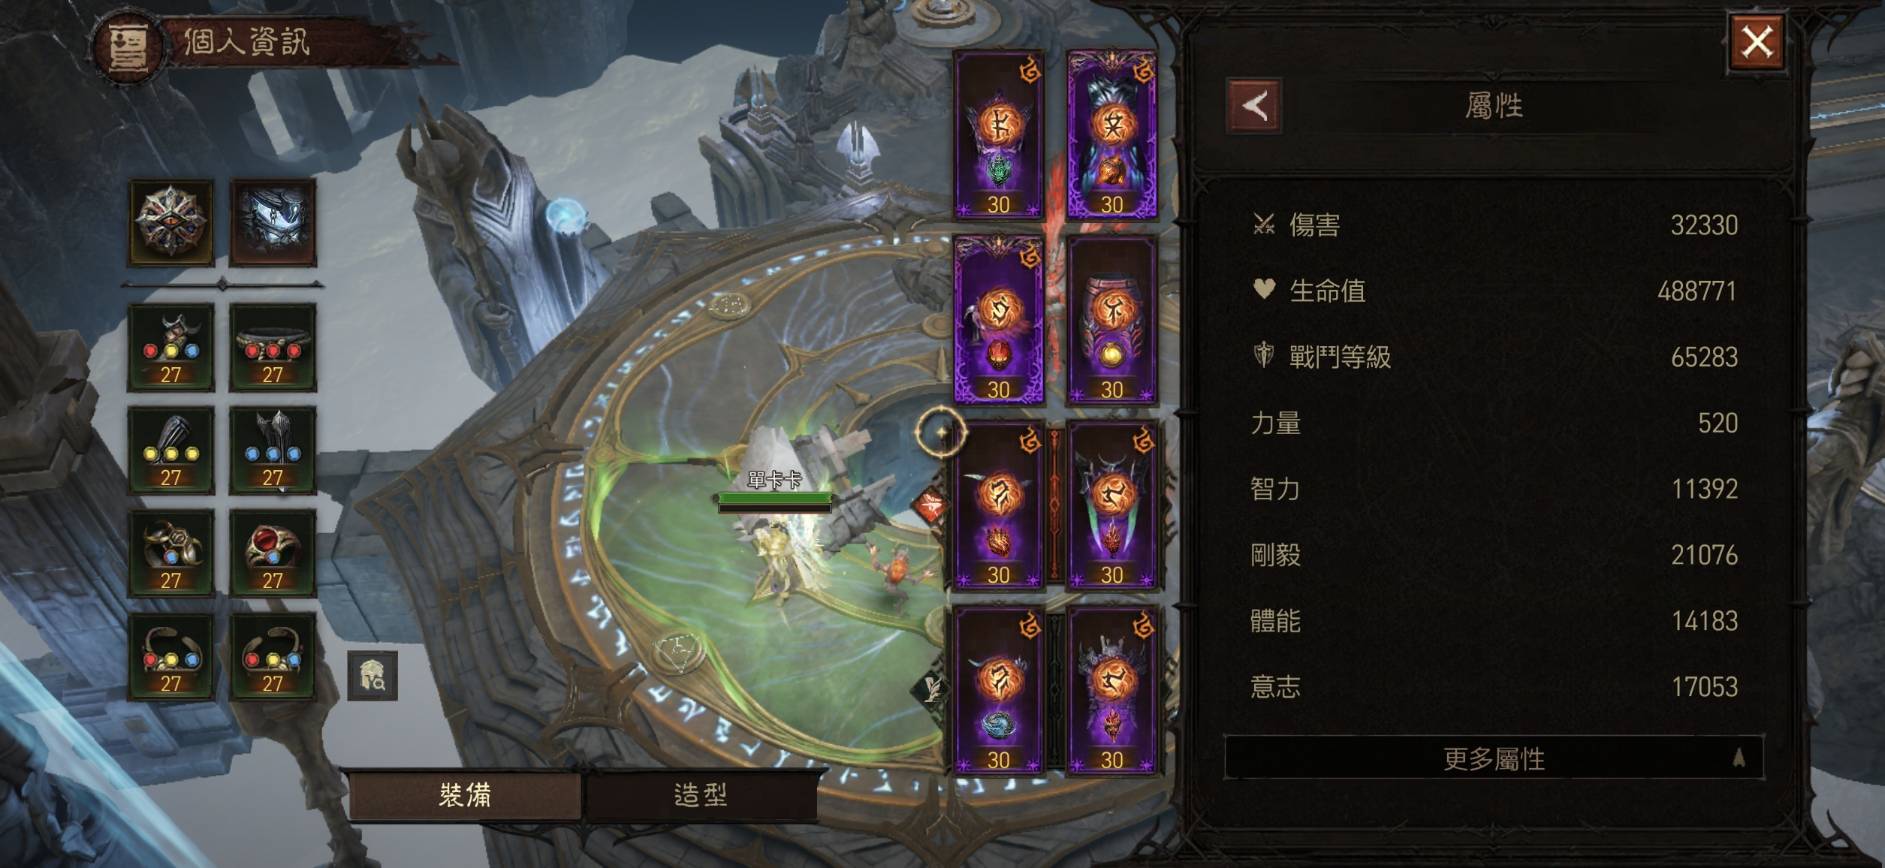 個人資訊
27
27
27
27
27
27
27
27
單卡卡
裝備
造型
30
30
30
30
30
30
30
30
屬性
傷害 32330
生命值 488771
戰鬥等級 65283
力量 520
智力 11392
剛毅 21076
體能 14183
意志 17053
更多屬性